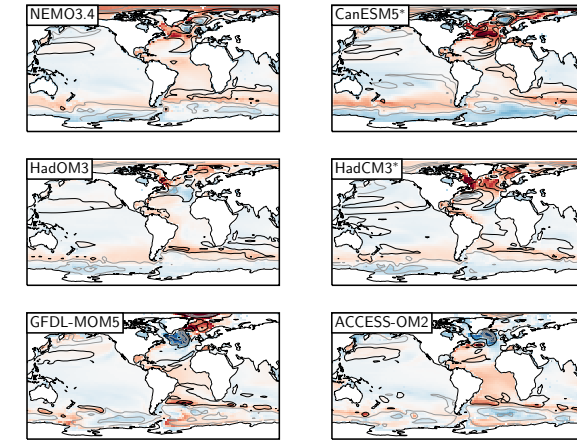 NEMO3.4
CanESM5*
HadOM3
HadCM3*
GFDL-MOM5
ACCESS-OM2